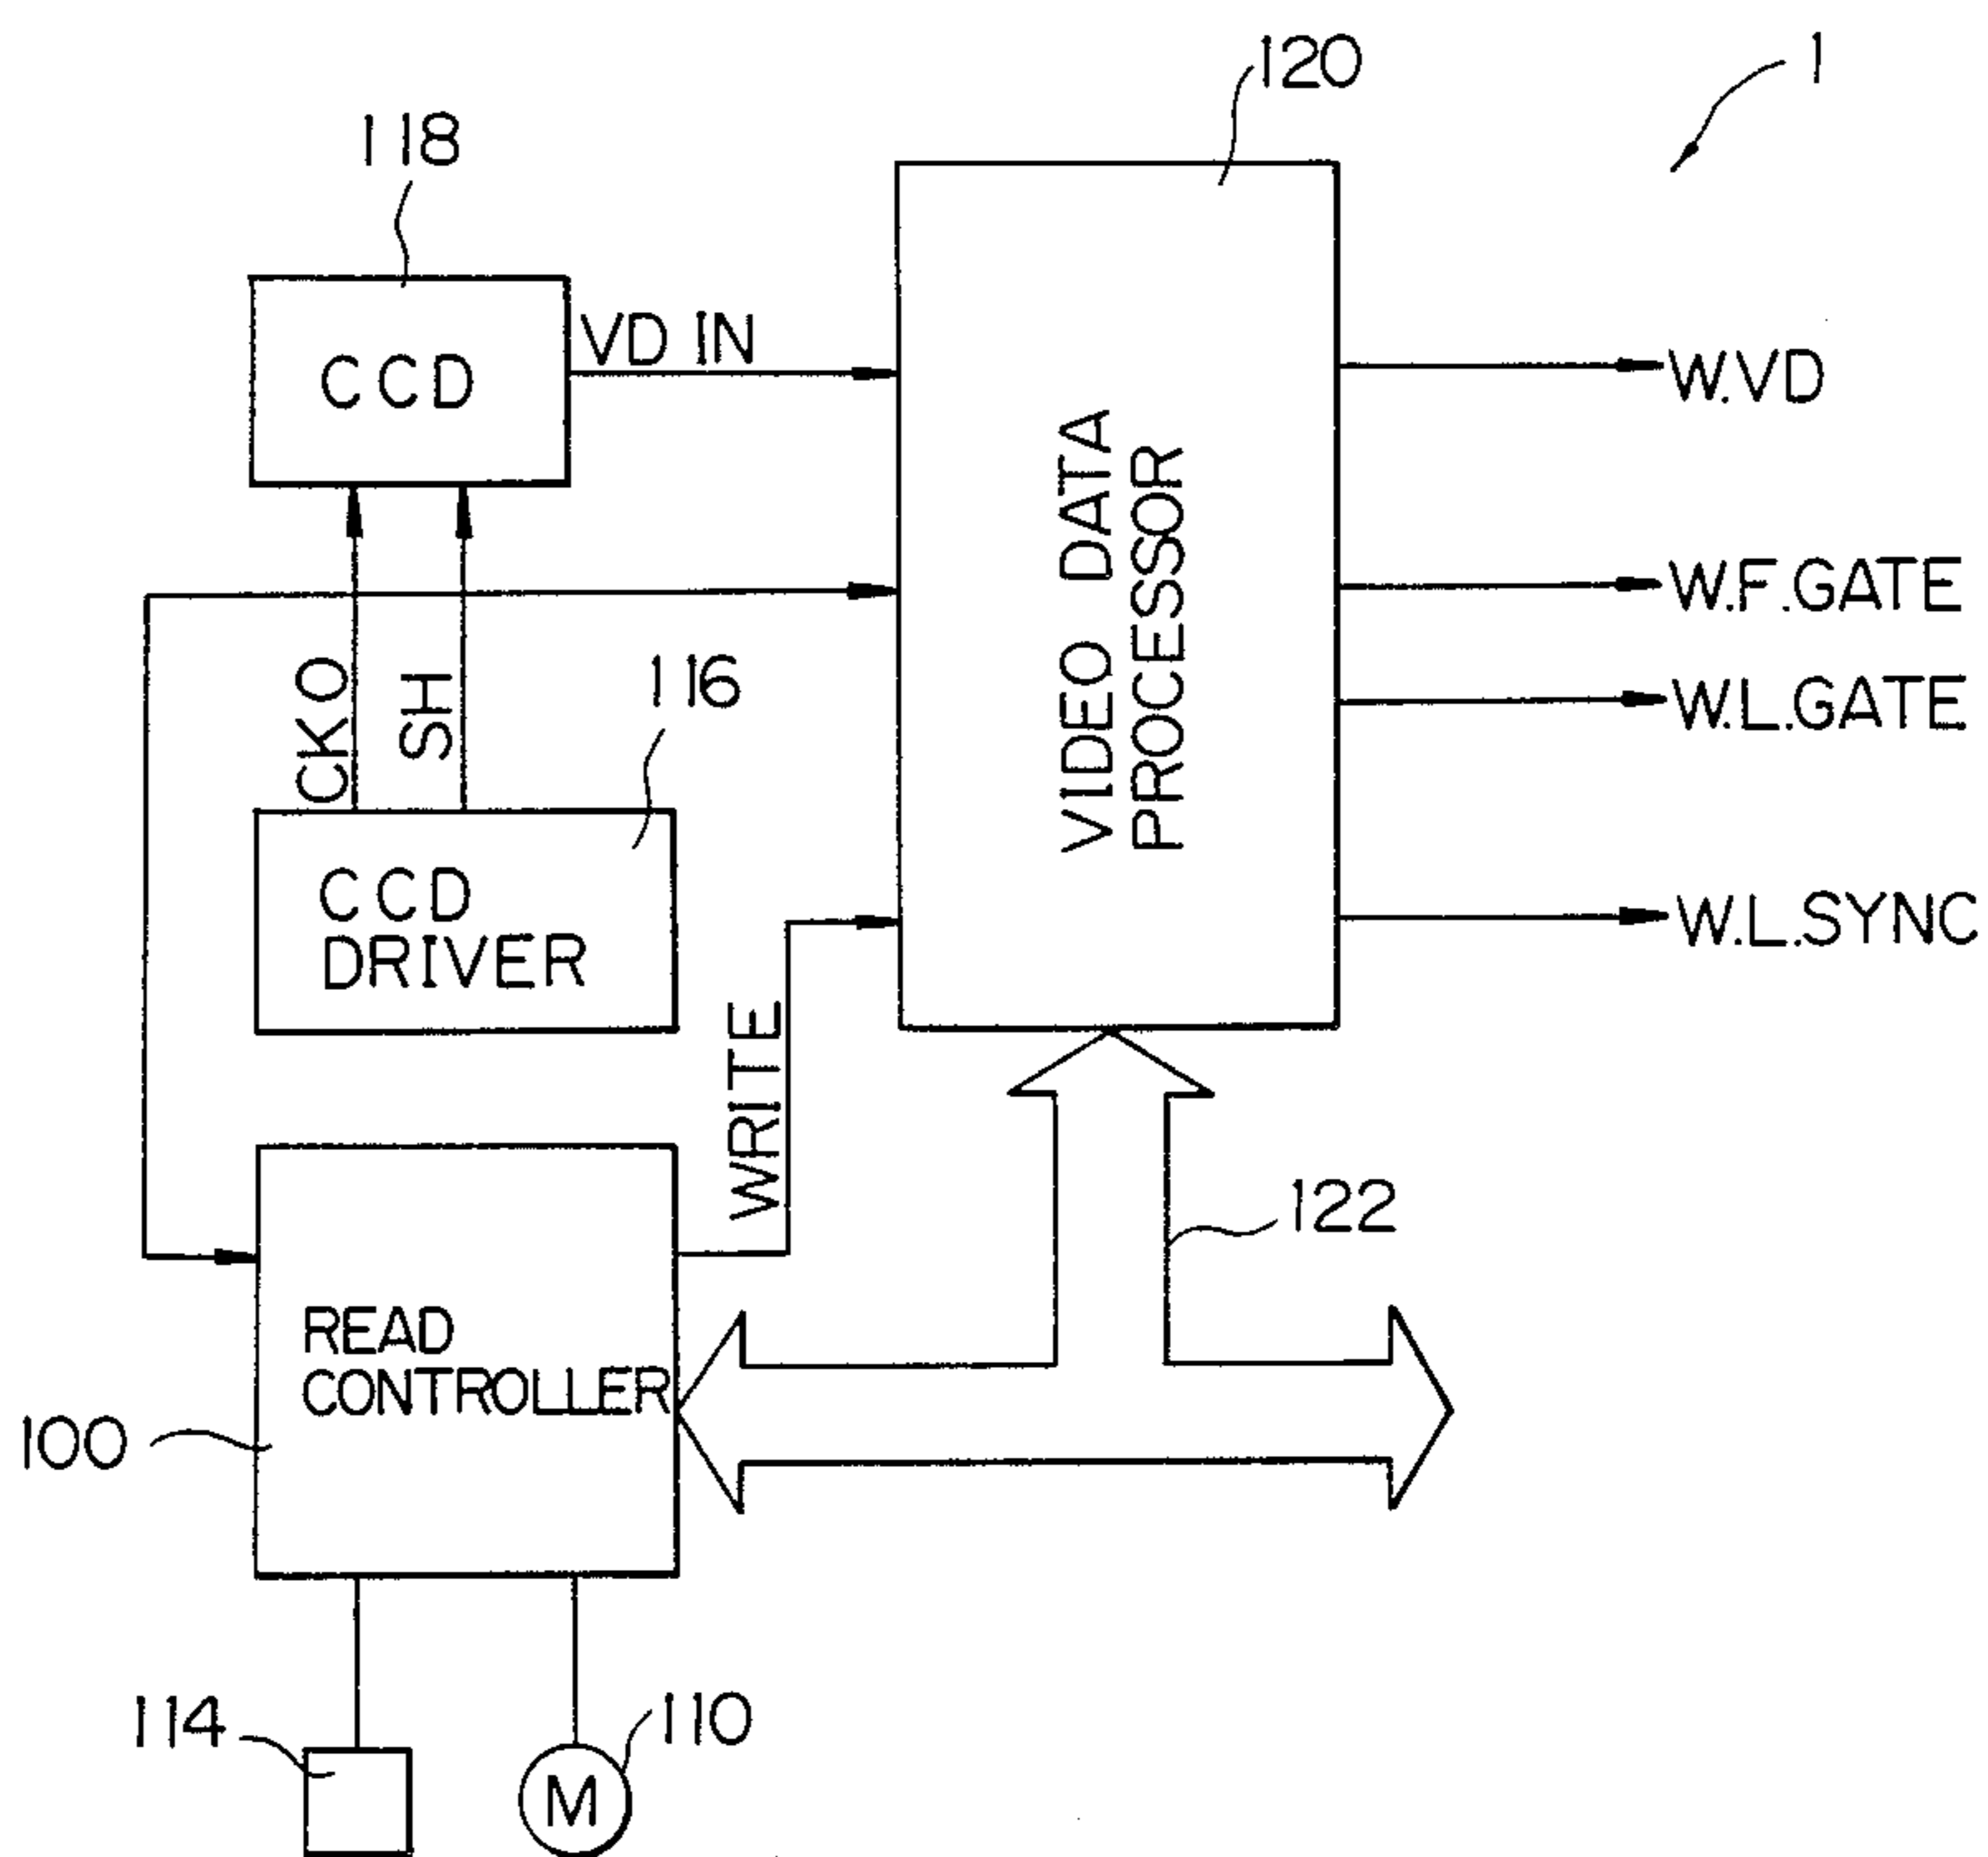 120
1
118
CCD
VD IN
W.VD
VIDEO DATA
PROCESSOR
W.F.GATE
CKO
SH
116
W.L.GATE
CCD
DRIVER
W.L.SYNC
WRITE
122
READ
CONTROLLER
100
114
110
M